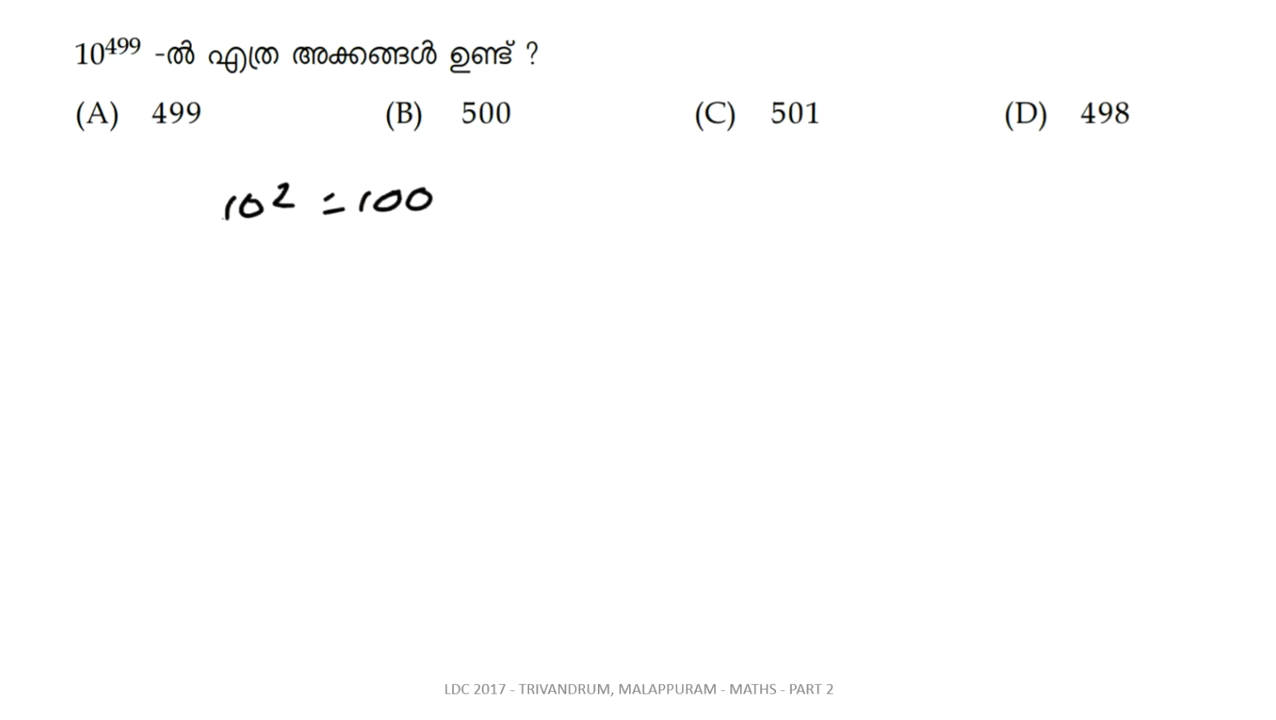 10⁴⁹⁹ -ൽ എത്ര അക്കങ്ങൾ ഉണ്ട് ?
(A) 499 (B) 500 (C) 501 (D) 498
10² = 100
LDC 2017 - TRIVANDRUM, MALAPPURAM - MATHS - PART 2